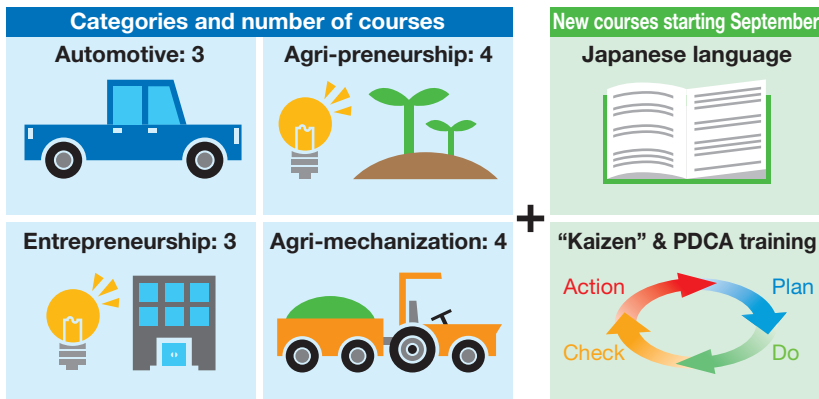 Categories and number of courses
Automotive: 3
Agri-preneurship: 4
Entrepreneurship: 3
Agri-mechanization: 4
+
New courses starting September
Japanese language
“Kaizen” & PDCA training
Action
Plan
Check
Do